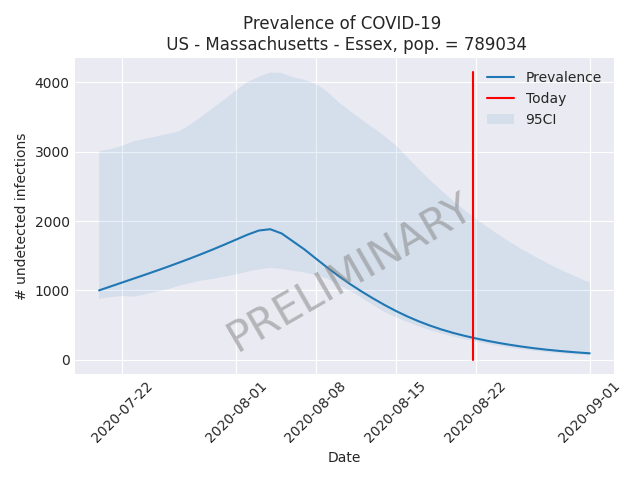 Prevalence of COVID-19
US - Massachusetts - Essex, pop. = 789034
# undetected infections
4000
3000
2000
1000
0
Prevalence
Today
95CI
PRELIMINARY
2020-07-22
2020-08-01
2020-08-08
2020-08-15
2020-08-22
2020-09-01
Date